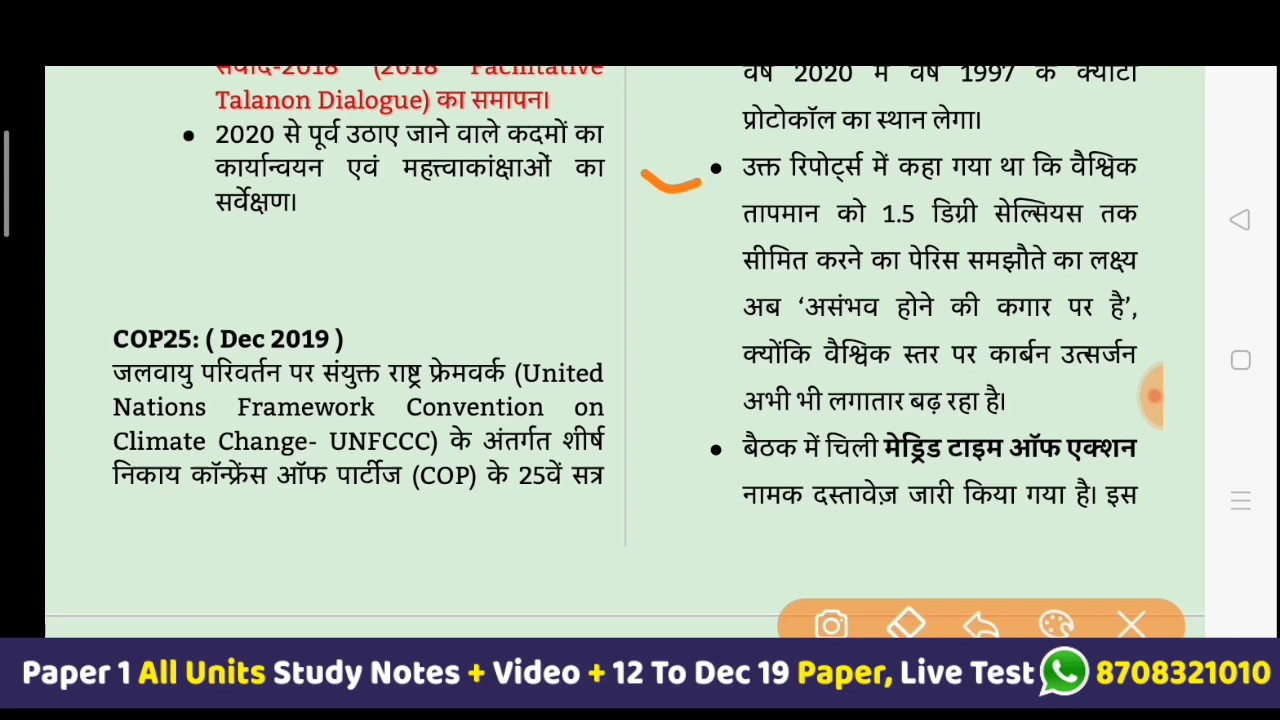 संवाद-2018 (2018 Facilitative
Talanon Dialogue) का समापन।
● 2020 से पूर्व उठाए जाने वाले कदमों का
कार्यान्वयन एवं महत्त्वाकांक्षाओं का
सर्वेक्षण।
COP25: ( Dec 2019 )
जलवायु परिवर्तन पर संयुक्त राष्ट्र फ्रेमवर्क (United
Nations Framework Convention on
Climate Change- UNFCCC) के अंतर्गत शीर्ष
निकाय कॉन्फ्रेंस ऑफ पार्टीज (COP) के 25वें सत्र
वर्ष 2020 में वर्ष 1997 के क्योटो
प्रोटोकॉल का स्थान लेगा।
● उक्त रिपोर्ट्स में कहा गया था कि वैश्विक
तापमान को 1.5 डिग्री सेल्सियस तक
सीमित करने का पेरिस समझौते का लक्ष्य
अब ‘असंभव होने की कगार पर है’,
क्योंकि वैश्विक स्तर पर कार्बन उत्सर्जन
अभी भी लगातार बढ़ रहा है।
● बैठक में चिली मेड्रिड टाइम ऑफ एक्शन
नामक दस्तावेज़ जारी किया गया है। इस
Paper 1 All Units Study Notes + Video + 12 To Dec 19 Paper, Live Test 8708321010